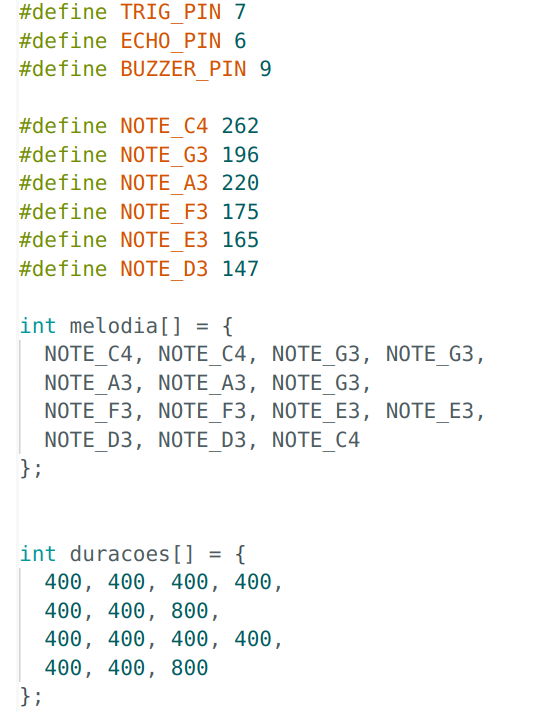 #define TRIG_PIN 7
#define ECHO_PIN 6
#define BUZZER_PIN 9
#define NOTE_C4 262
#define NOTE_G3 196
#define NOTE_A3 220
#define NOTE_F3 175
#define NOTE_E3 165
#define NOTE_D3 147
int melodia[] = {
NOTE_C4, NOTE_C4, NOTE_G3, NOTE_G3,
NOTE_A3, NOTE_A3, NOTE_G3,
NOTE_F3, NOTE_F3, NOTE_E3, NOTE_E3,
NOTE_D3, NOTE_D3, NOTE_C4
};
int duracoes[] = {
400, 400, 400, 400,
400, 400, 800,
400, 400, 400, 400,
400, 400, 800
};